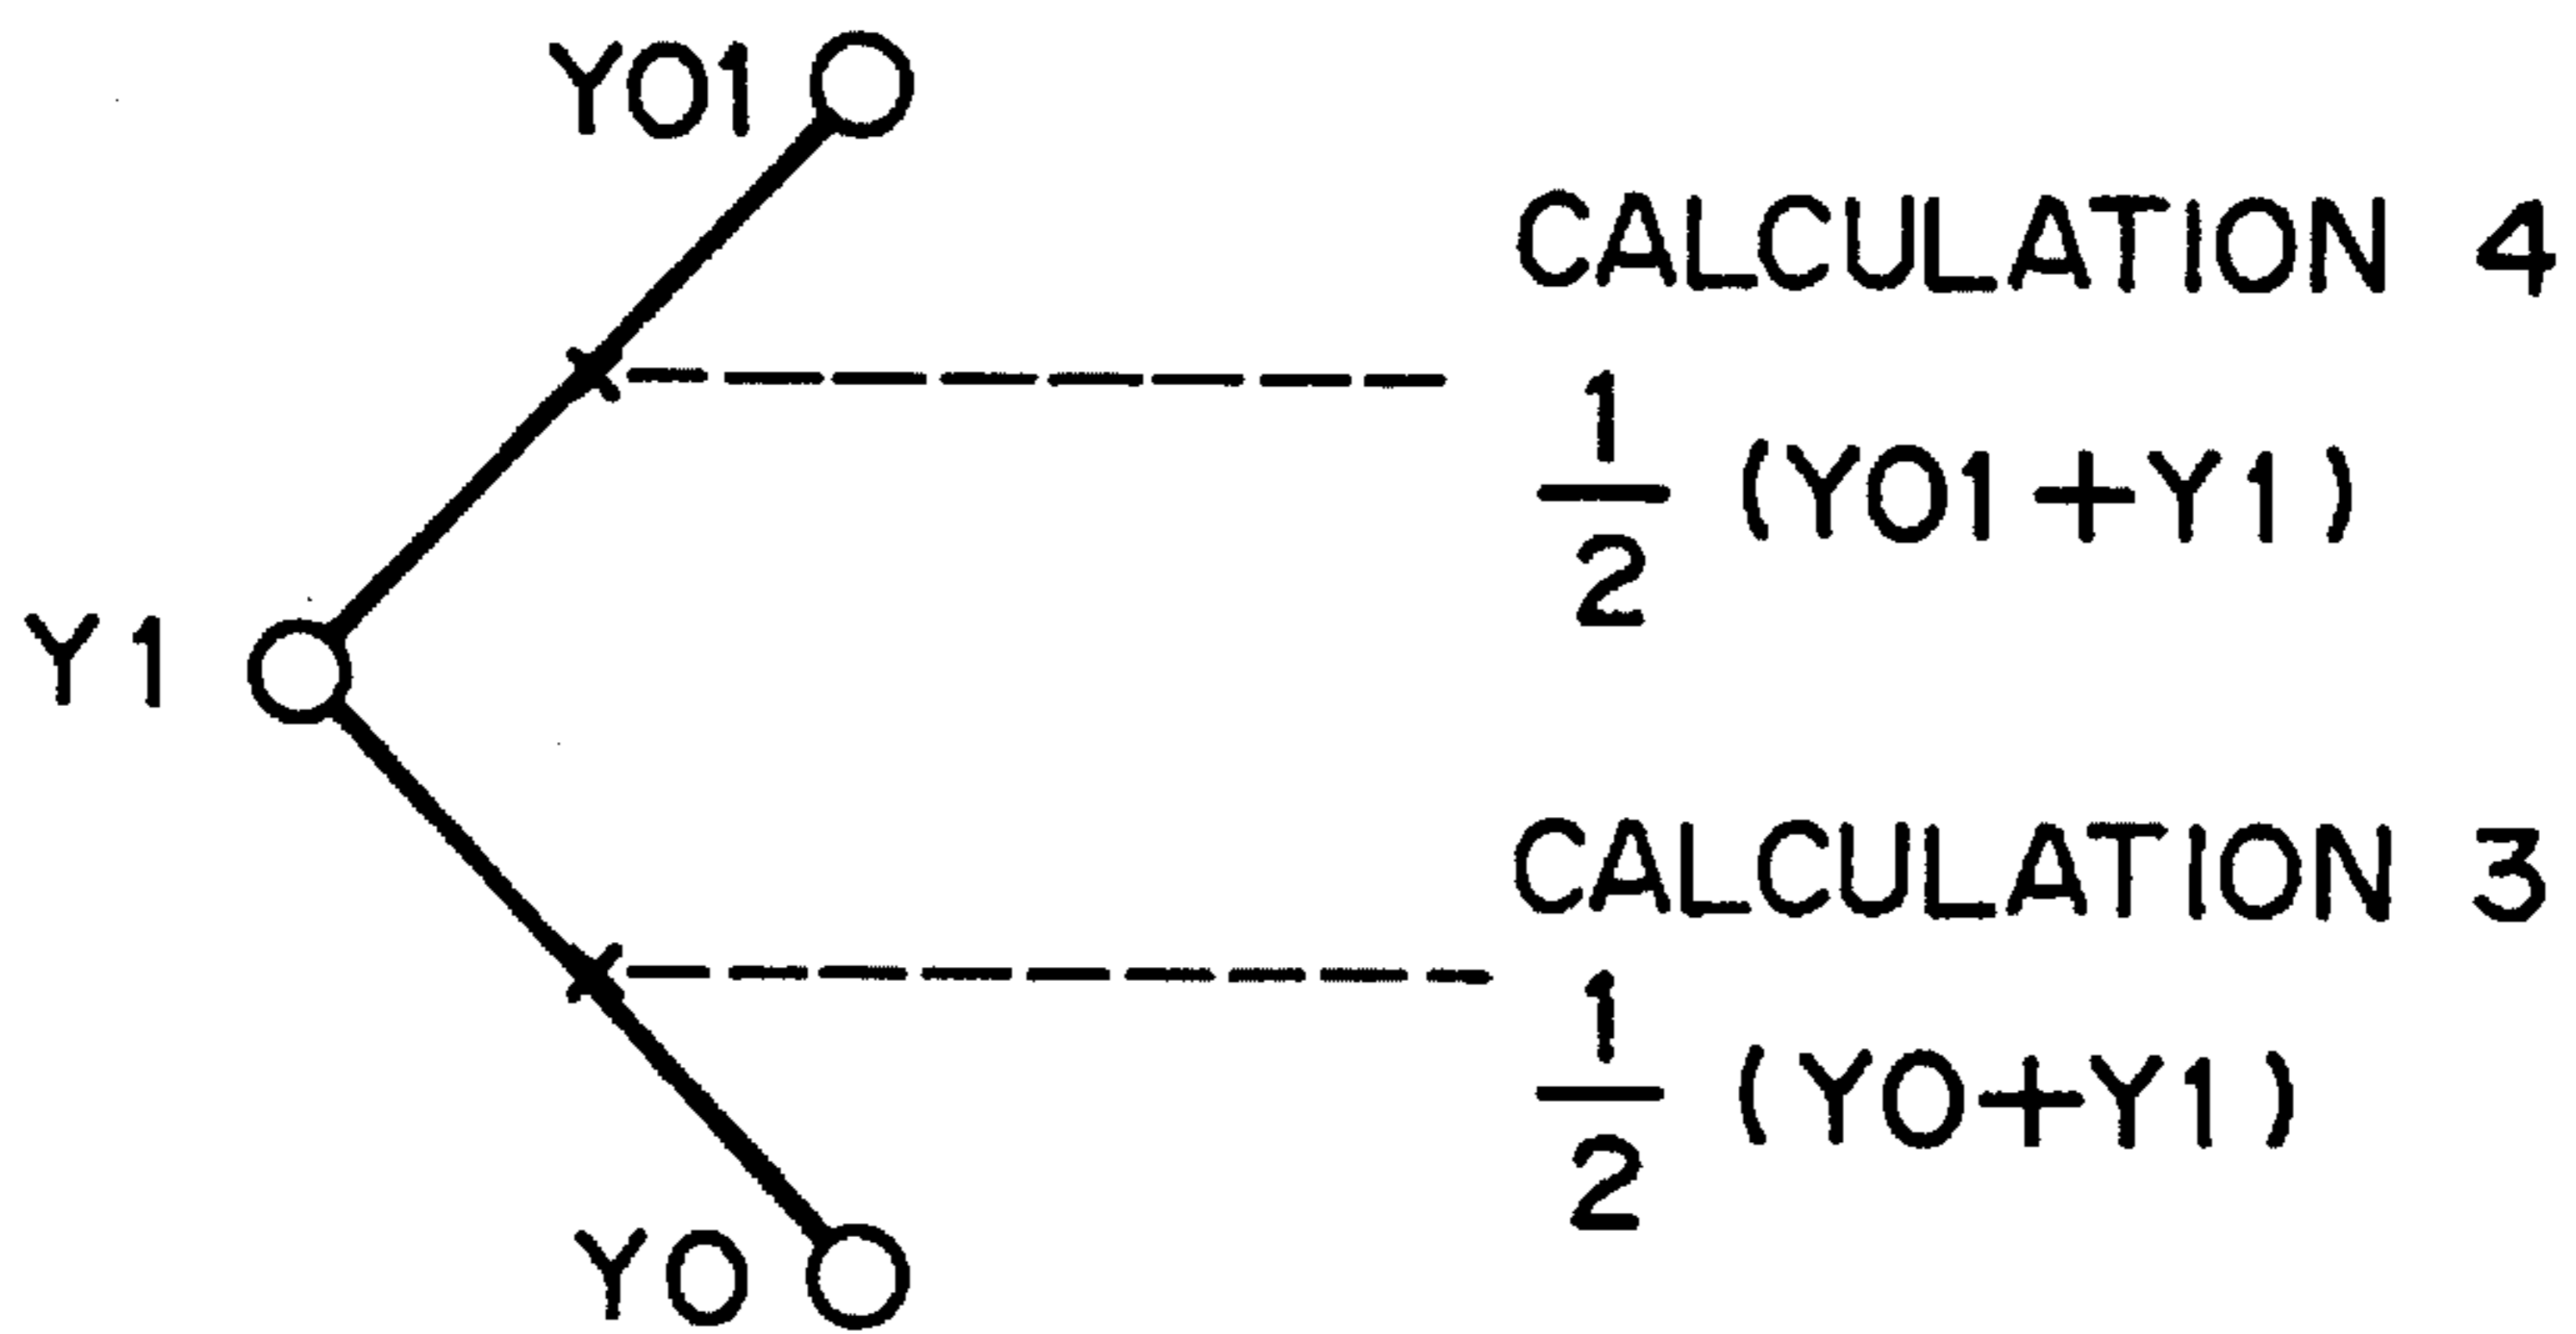 Y01
CALCULATION 4
1/2 (Y01+Y1)
Y1
CALCULATION 3
1/2 (Y0+Y1)
Y0